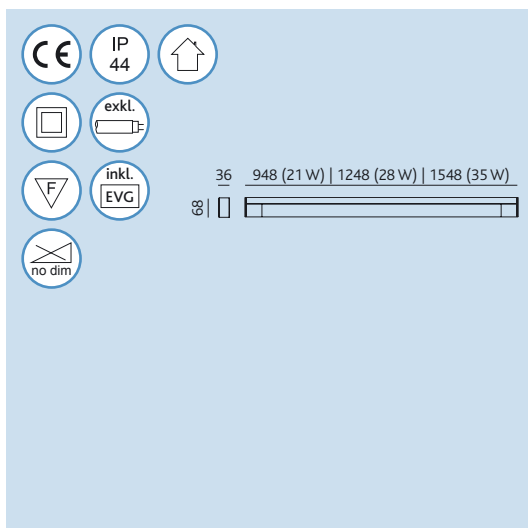 CE
IP
44
exkl.
F
inkl.
EVG
no dim
36
948 (21 W) | 1248 (28 W) | 1548 (35 W)
68